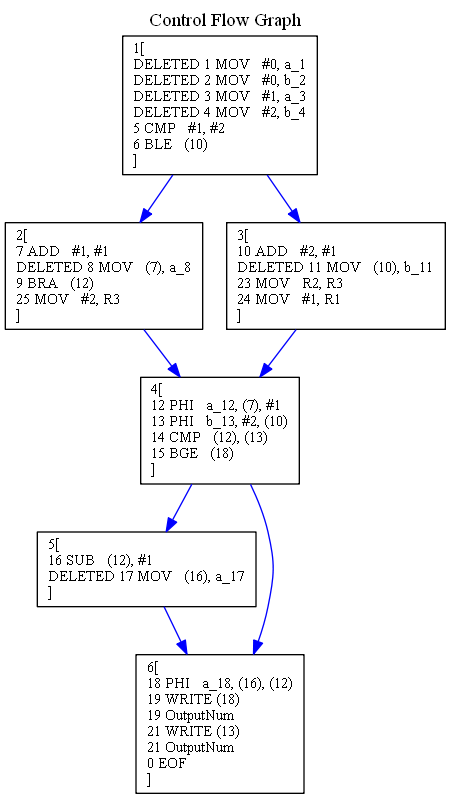 Control Flow Graph
1[
DELETED 1 MOV #0, a_1
DELETED 2 MOV #0, b_2
DELETED 3 MOV #1, a_3
DELETED 4 MOV #2, b_4
5 CMP #1, #2
6 BLE (10)
]
2[
7 ADD #1, #1
DELETED 8 MOV (7), a_8
9 BRA (12)
25 MOV #2, R3
]
3[
10 ADD #2, #1
DELETED 11 MOV (10), b_11
23 MOV R2, R3
24 MOV #1, R1
]
4[
12 PHI a_12, (7), #1
13 PHI b_13, #2, (10)
14 CMP (12), (13)
15 BGE (18)
]
5[
16 SUB (12), #1
DELETED 17 MOV (16), a_17
]
6[
18 PHI a_18, (16), (12)
19 WRITE (18)
19 OutputNum
21 WRITE (13)
21 OutputNum
0 EOF
]